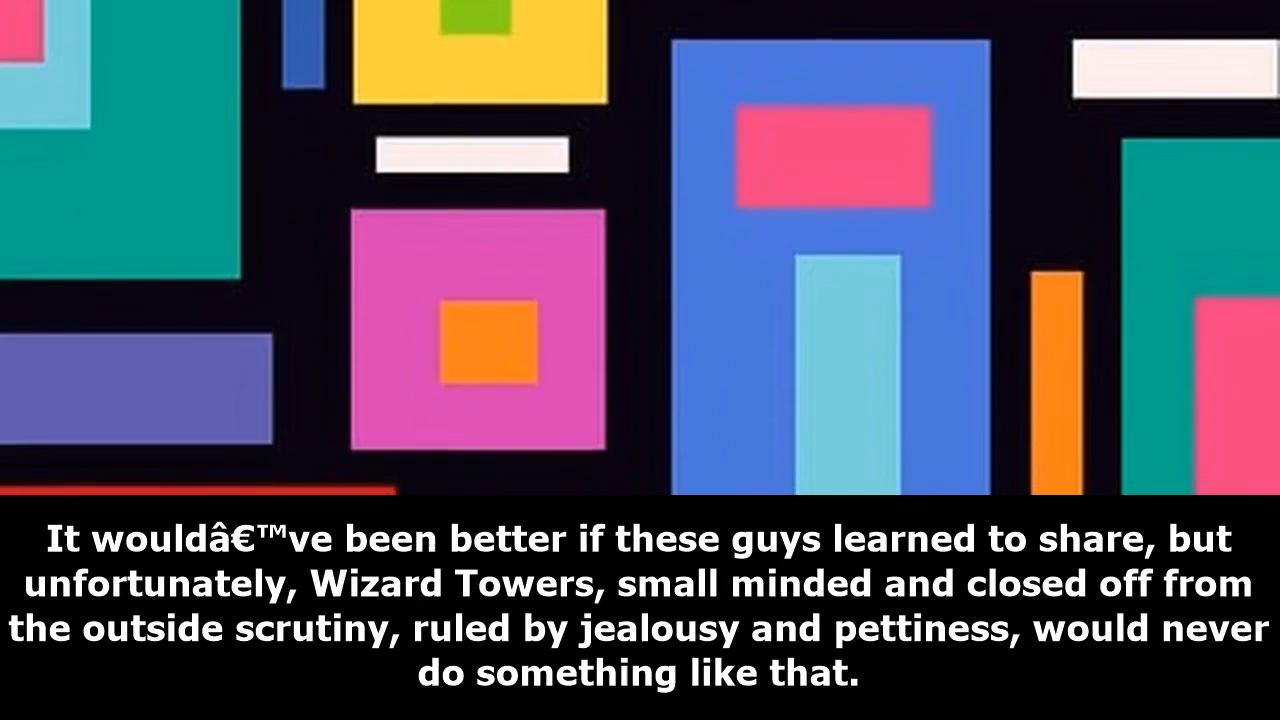 It wouldâ€™ve been better if these guys learned to share, but
unfortunately, Wizard Towers, small minded and closed off from
the outside scrutiny, ruled by jealousy and pettiness, would never
do something like that.